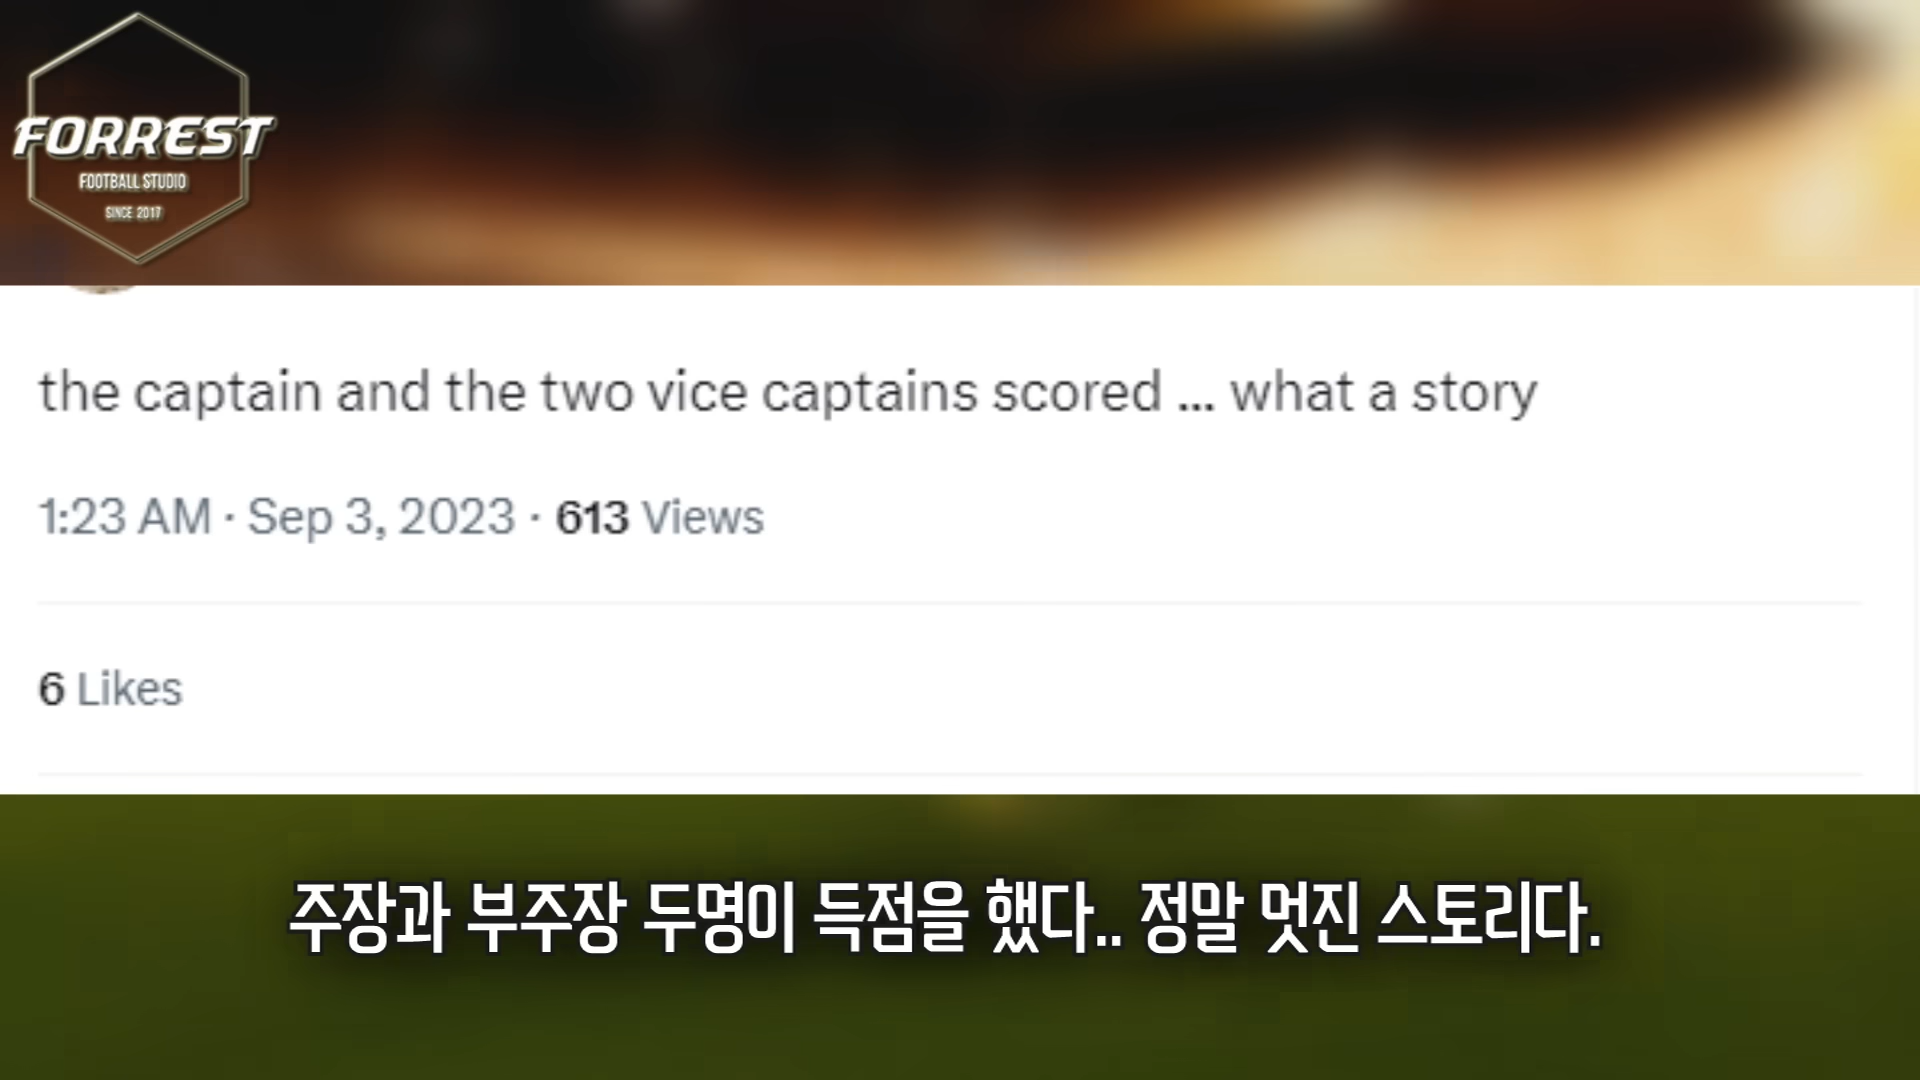 FORREST
FOOTBALL STUDIO
SINCE 2017
the captain and the two vice captains scored ... what a story
1:23 AM · Sep 3, 2023 · 613 Views
6 Likes
주장과 부주장 두명이 득점을 했다.. 정말 멋진 스토리다.